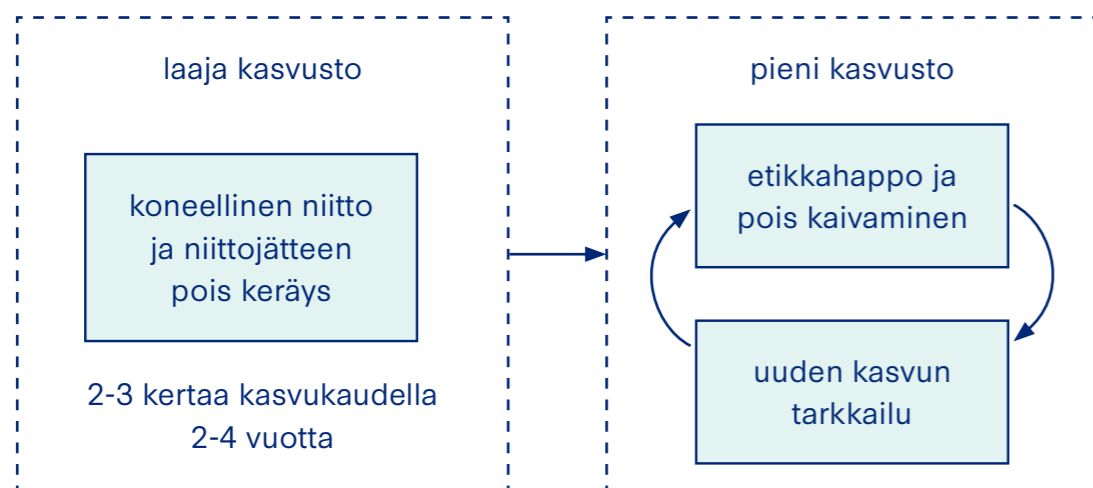 laaja kasvusto
koneellinen niitto
ja niittojätteen
pois keräys
2-3 kertaa kasvukaudella
2-4 vuotta
pieni kasvusto
etikkahappo ja
pois kaivaminen
uuden kasvun
tarkkailu